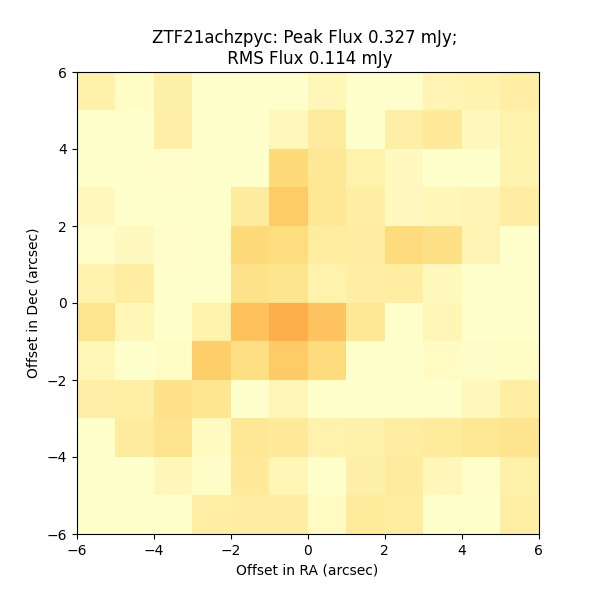 ZTF21achzpyc: Peak Flux 0.327 mJy;
RMS Flux 0.114 mJy
6
4
2
0
−2
−4
−6
Offset in Dec (arcsec)
−6 −4 −2 0 2 4 6
Offset in RA (arcsec)